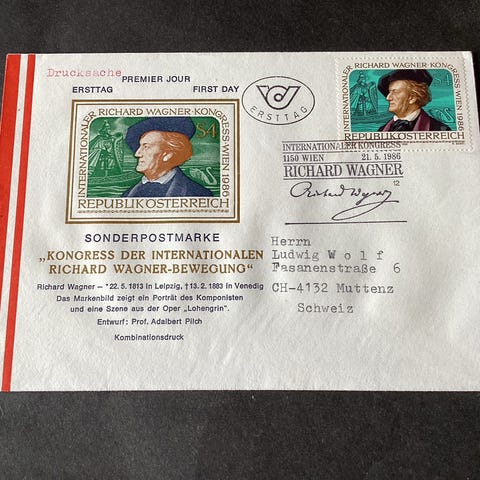 Drucksache
PREMIER JOUR
ERSTTAG FIRST DAY
ERSTTAG
INTERNATIONALER RICHARD WAGNER·KONGRESS·WIEN 1986
S4
REPUBLIK ÖSTERREICH
INTERNATIONALER RICHARD WAGNER·KONGRESS·WIEN 1986
S4
REPUBLIK ÖSTERREICH
INTERNATIONALER KONGRESS
1150 WIEN 21. 5. 1986
RICHARD WAGNER
Richard Wagner
12
SONDERPOSTMARKE
„KONGRESS DER INTERNATIONALEN
RICHARD WAGNER-BEWEGUNG“
Richard Wagner – *22. 5. 1813 in Leipzig, †13. 2. 1883 in Venedig
Das Markenbild zeigt ein Porträt des Komponisten
und eine Szene aus der Oper „Lohengrin“.
Entwurf: Prof. Adalbert Pilch
Kombinationsdruck
Herrn
Ludwig Wolf
Fasanenstraße 6
CH-4132 Muttenz
Schweiz